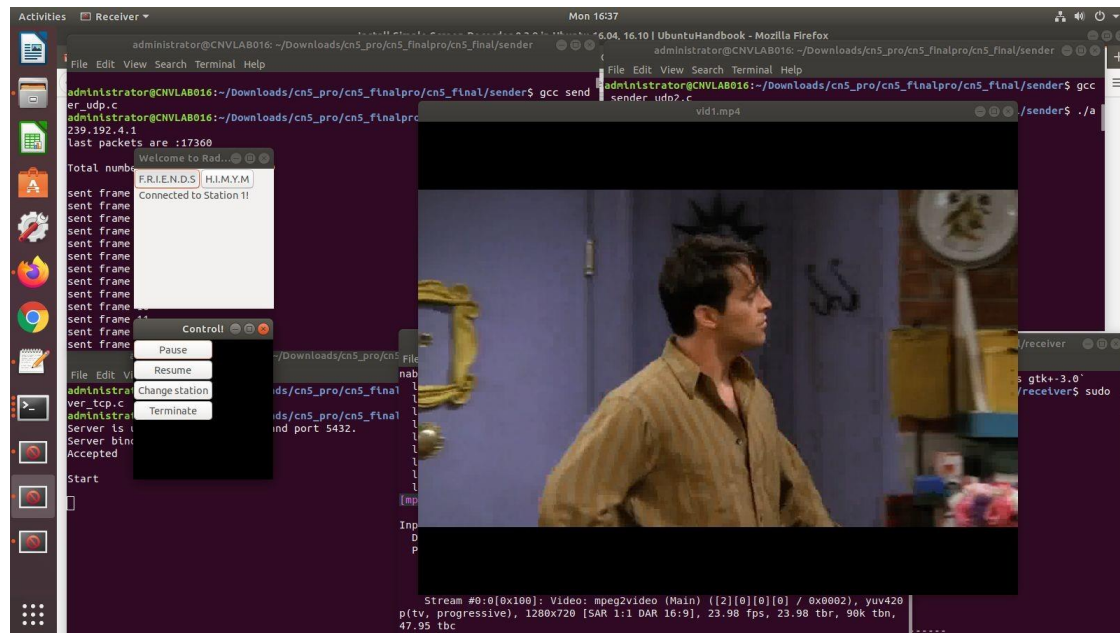 Activities
Receiver
Mon 16:37
16.04, 16.10 | UbuntuHandbook - Mozilla Firefox
administrator@CNVLAB016: ~/Downloads/cn5_pro/cn5_finalpro/cn5_final/sender
File Edit View Search Terminal Help
administrator@CNVLAB016:~/Downloads/cn5_pro/cn5_finalpro/cn5_final/sender$ gcc send
er_udp.c
administrator@CNVLAB016:~/Downloads/cn5_pro/cn5_finalpro
239.192.4.1
last packets are :17360
Total numbe
sent frame
sent frame
sent frame
sent frame
sent frame
sent frame
sent frame
sent frame
sent frame
sent frame
sent frame
sent frame
sent frame
administrator@CNVLAB016: ~/Downloads/cn5_pro/cn5_finalpro/cn5_final/sender
File Edit View Search Terminal Help
administrator@CNVLAB016:~/Downloads/cn5_pro/cn5_finalpro/cn5_final/sender$ gcc
sender_udp2.c
/sender$ ./a
Welcome to Rad...
F.R.I.E.N.D.S
H.I.M.Y.M
Connected to Station 1!
Control!
Pause
Resume
Change station
Terminate
~/Downloads/cn5_pro/cn5
File Edit Vi
administrat
ds/cn5_pro/cn5_final
ver_tcp.c
administrat
ds/cn5_pro/cn5_final
Server is u
and port 5432.
Server bind
Accepted
Start
vid1.mp4
File
nab
[mp
Inp
D
P
Stream #0:0[0x100]: Video: mpeg2video (Main) ([2][0][0][0] / 0x0002), yuv420
p(tv, progressive), 1280x720 [SAR 1:1 DAR 16:9], 23.98 fps, 23.98 tbr, 90k tbn,
47.95 tbc
/receiver
s gtk+-3.0`
/receiver$ sudo